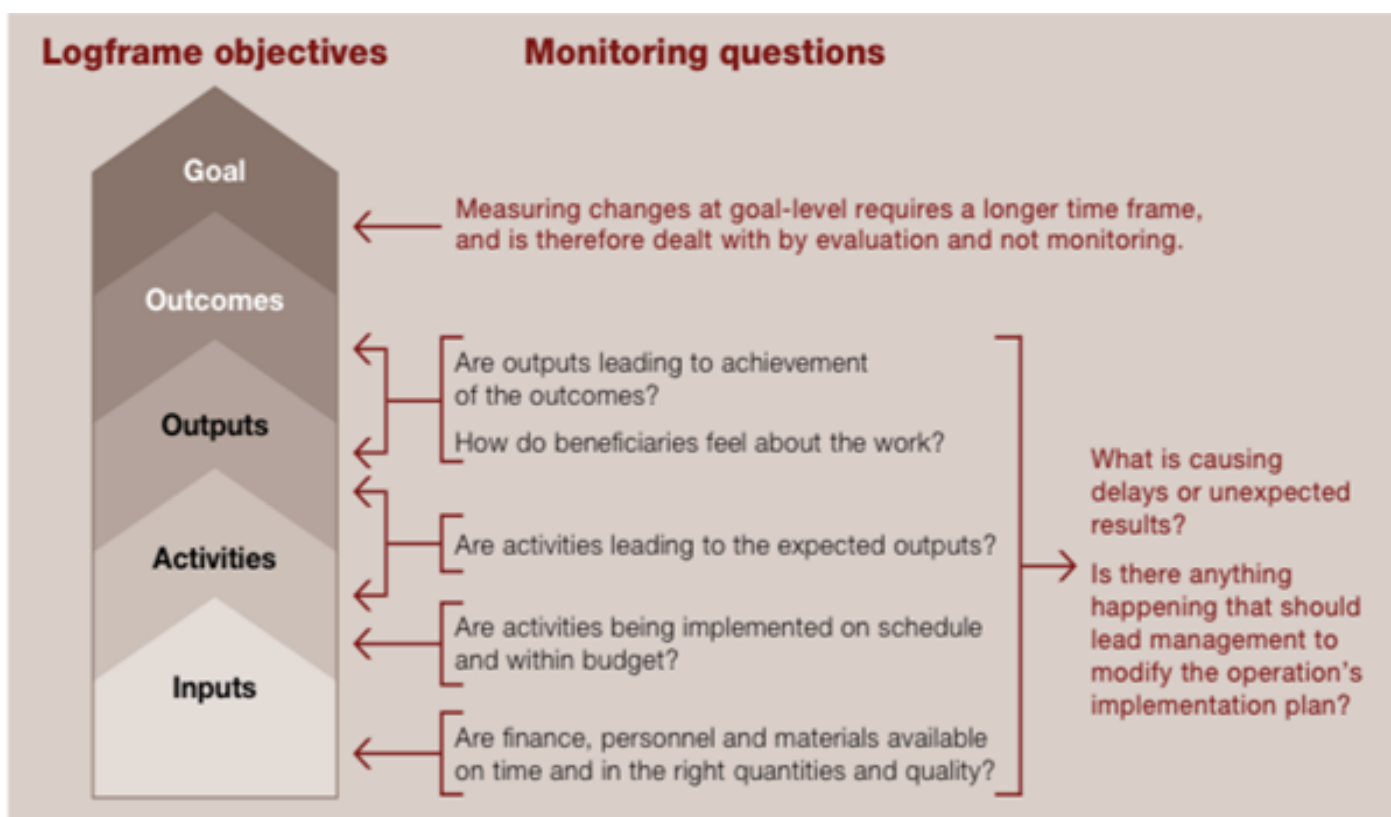 Logframe objectives
Monitoring questions
Goal
Measuring changes at goal-level requires a longer time frame,
and is therefore dealt with by evaluation and not monitoring.
Outcomes
Are outputs leading to achievement
of the outcomes?
How do beneficiaries feel about the work?
Outputs
Are activities leading to the expected outputs?
Activities
Are activities being implemented on schedule
and within budget?
Inputs
Are finance, personnel and materials available
on time and in the right quantities and quality?
What is causing
delays or unexpected
results?
Is there anything
happening that should
lead management to
modify the operation's
implementation plan?